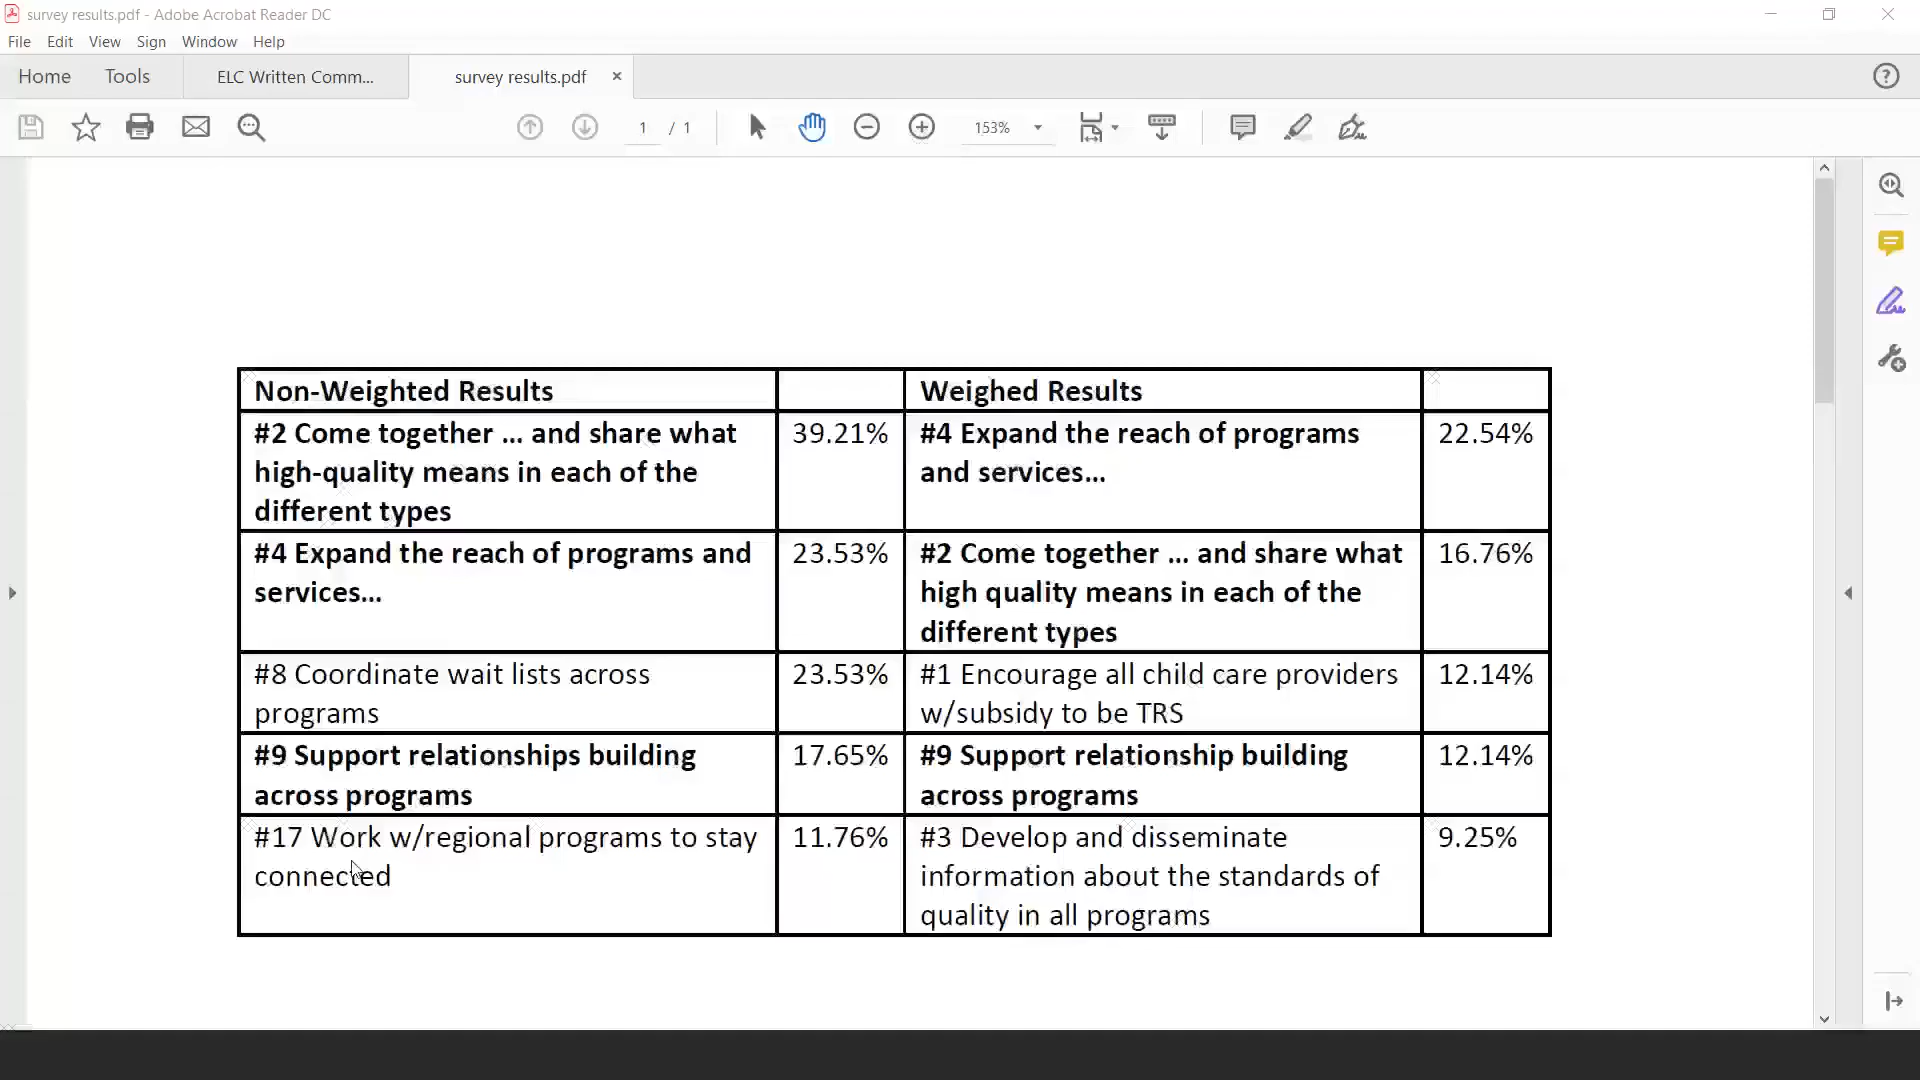 survey results.pdf - Adobe Acrobat Reader DC
File Edit View Sign Window Help
Home Tools ELC Written Comm... survey results.pdf
1 / 1 153%
Non-Weighted Results
Weighed Results
#2 Come together ... and share what
high-quality means in each of the
different types
39.21%
#4 Expand the reach of programs
and services...
22.54%
#4 Expand the reach of programs and
services...
23.53%
#2 Come together ... and share what
high quality means in each of the
different types
16.76%
#8 Coordinate wait lists across
programs
23.53%
#1 Encourage all child care providers
w/subsidy to be TRS
12.14%
#9 Support relationships building
across programs
17.65%
#9 Support relationship building
across programs
12.14%
#17 Work w/regional programs to stay
connected
11.76%
#3 Develop and disseminate
information about the standards of
quality in all programs
9.25%